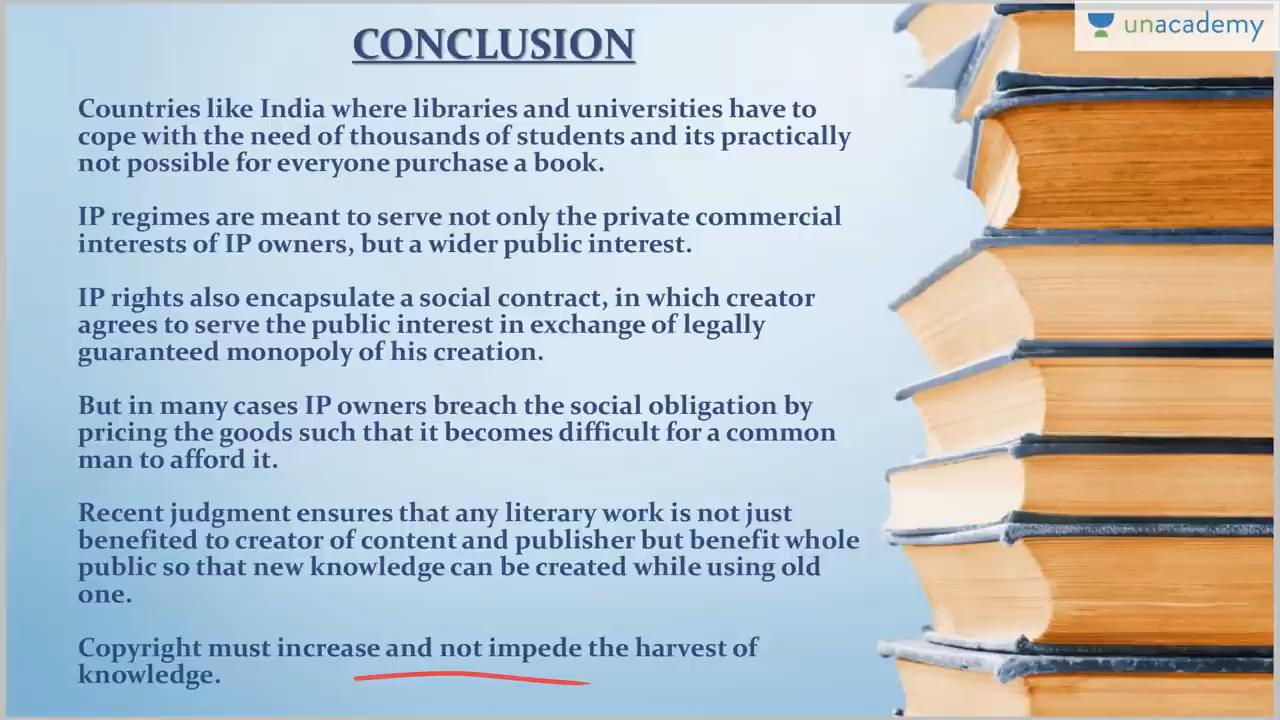 CONCLUSION
unacademy
Countries like India where libraries and universities have to
cope with the need of thousands of students and its practically
not possible for everyone purchase a book.
IP regimes are meant to serve not only the private commercial
interests of IP owners, but a wider public interest.
IP rights also encapsulate a social contract, in which creator
agrees to serve the public interest in exchange of legally
guaranteed monopoly of his creation.
But in many cases IP owners breach the social obligation by
pricing the goods such that it becomes difficult for a common
man to afford it.
Recent judgment ensures that any literary work is not just
benefited to creator of content and publisher but benefit whole
public so that new knowledge can be created while using old
one.
Copyright must increase and not impede the harvest of
knowledge.